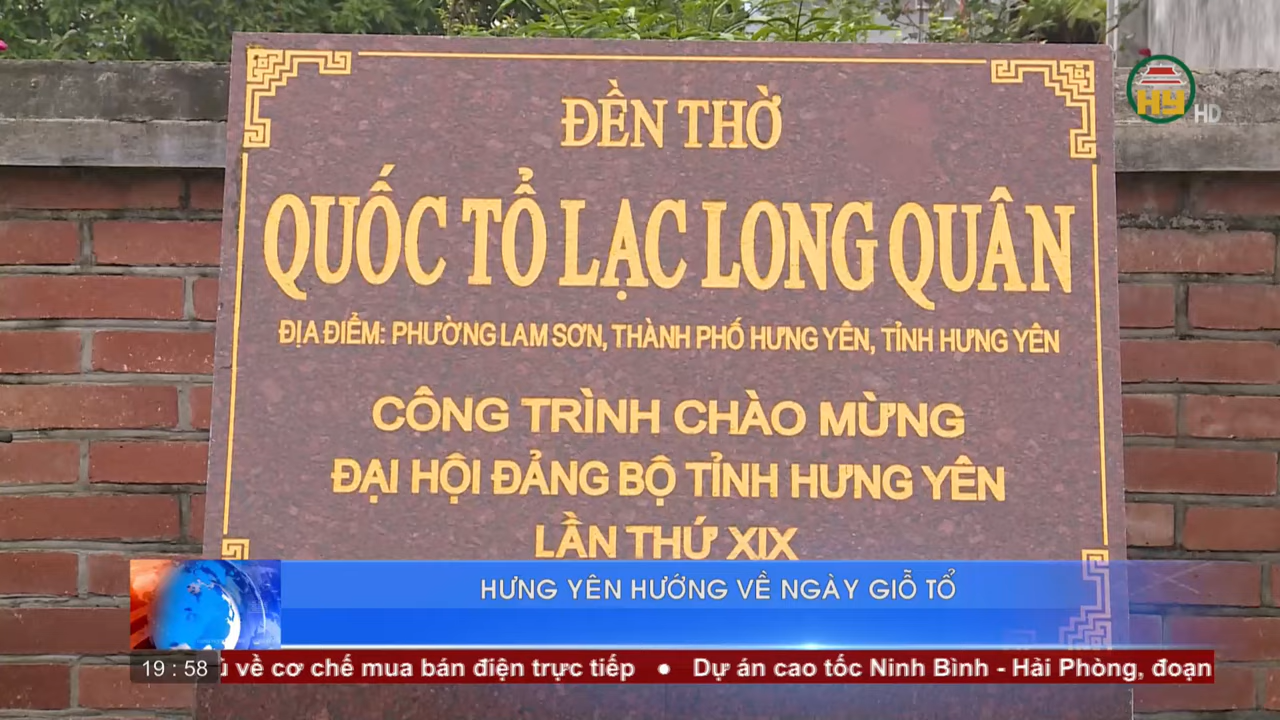 ĐỀN THỜ
HY HD
QUỐC TỔ LẠC LONG QUÂN
ĐỊA ĐIỂM: PHƯỜNG LAM SƠN, THÀNH PHỐ HƯNG YÊN, TỈNH HƯNG YÊN
CÔNG TRÌNH CHÀO MỪNG
ĐẠI HỘI ĐẢNG BỘ TỈNH HƯNG YÊN
LẦN THỨ XIX
HƯNG YÊN HƯỚNG VỀ NGÀY GIỖ TỔ
19 : 58 về cơ chế mua bán điện trực tiếp • Dự án cao tốc Ninh Bình - Hải Phòng, đoạn